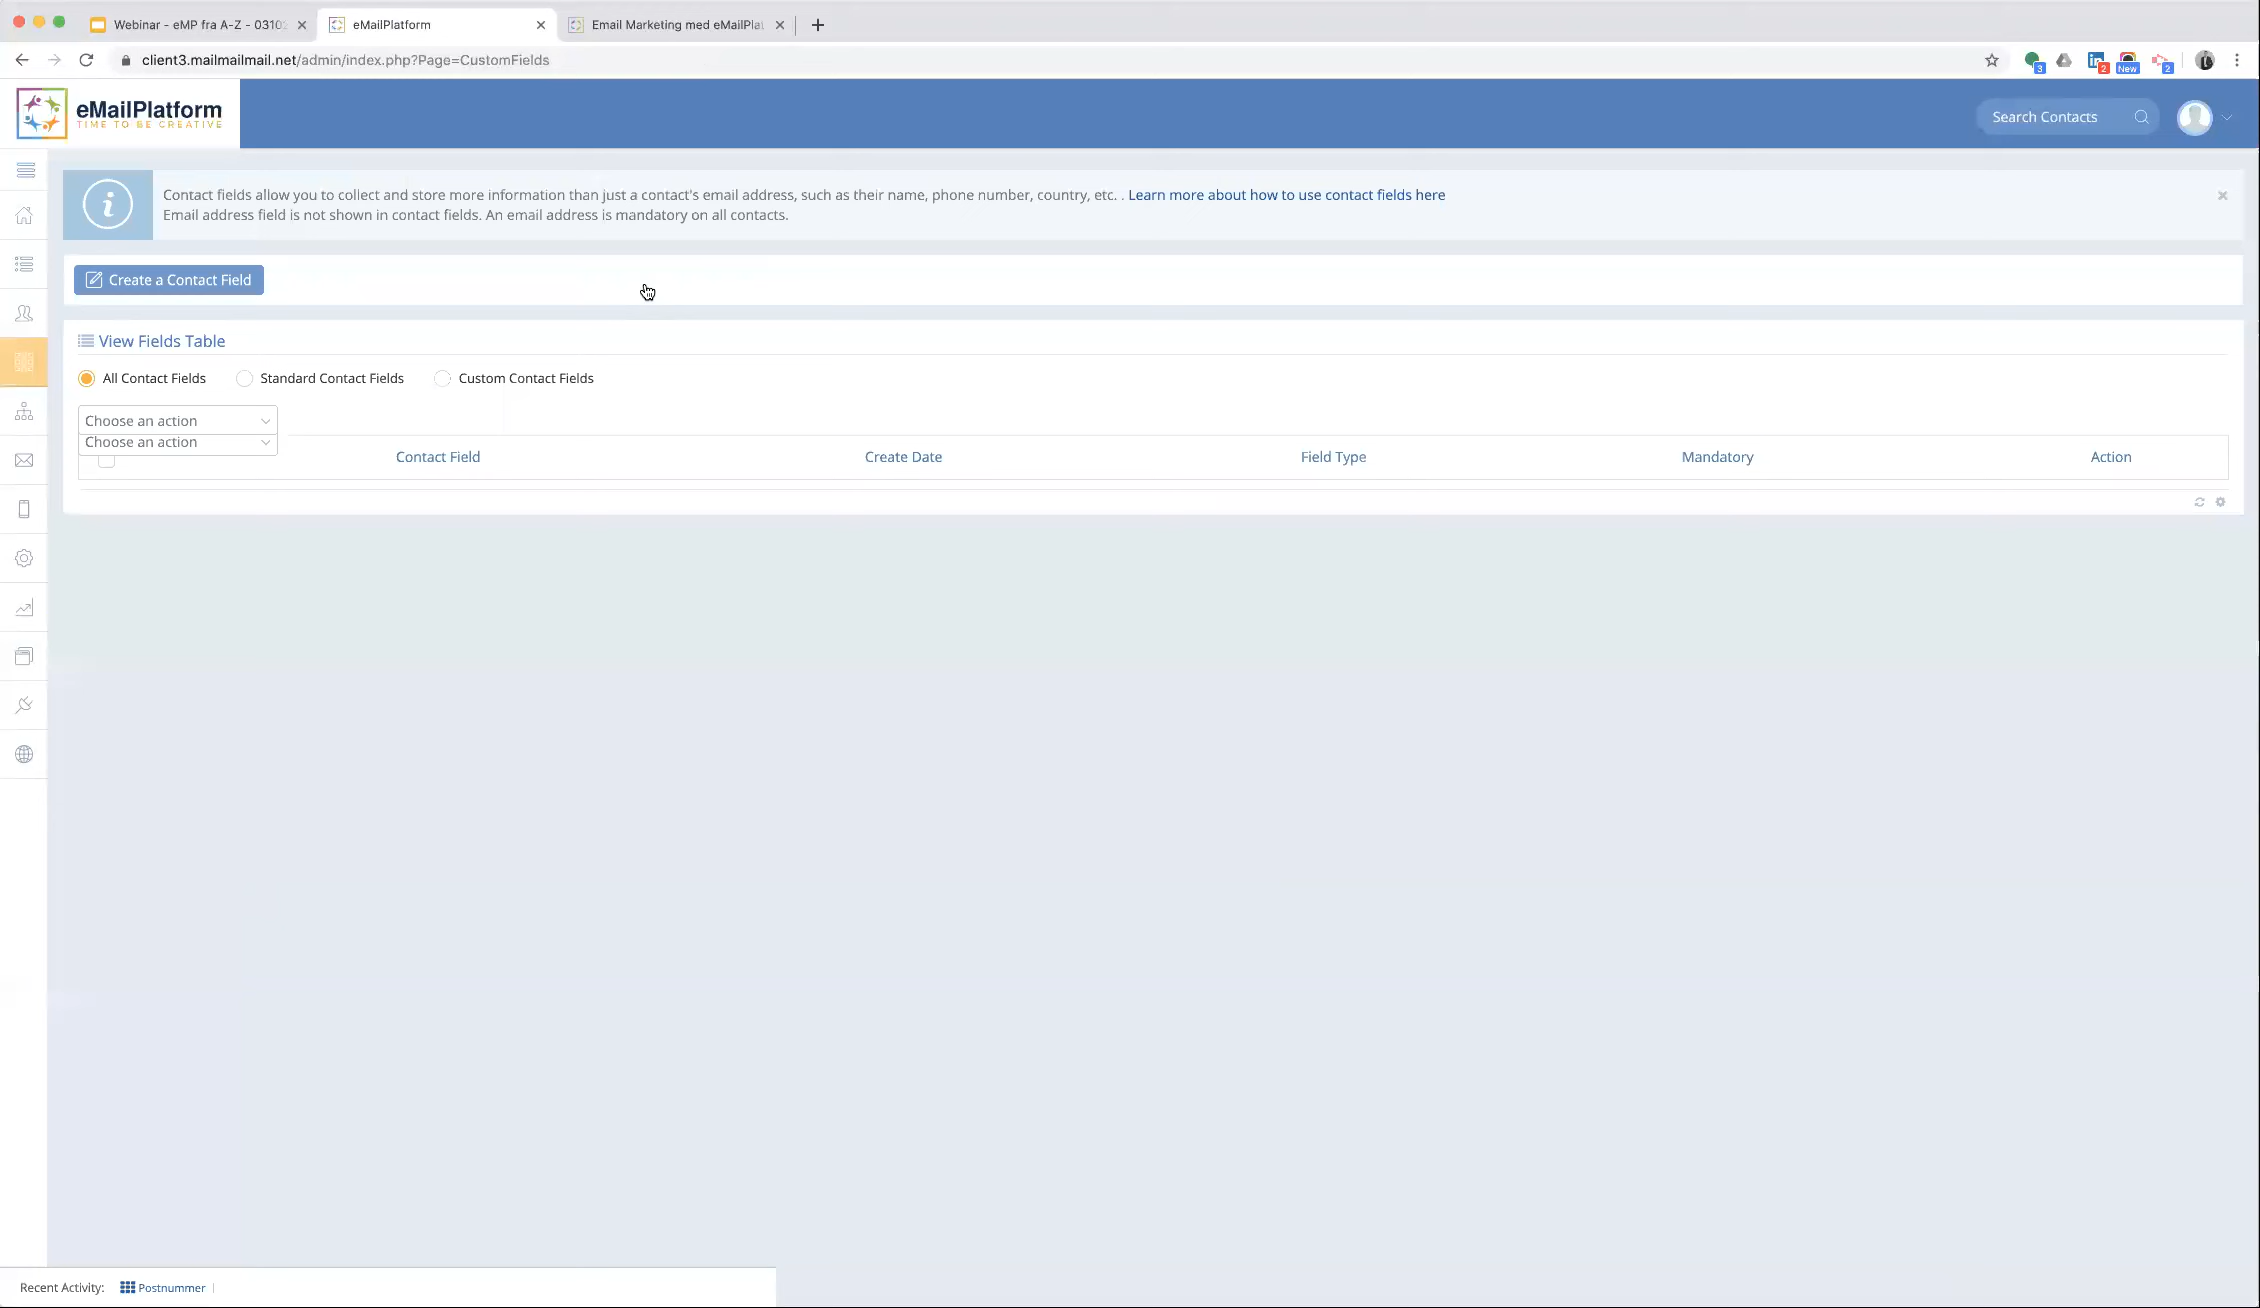 Webinar - eMP fra A-Z - 0310
eMailPlatform
Email Marketing med eMailPla
client3.mailmailmail.net/admin/index.php?Page=CustomFields
3
2
New
2
eMailPlatform
TIME TO BE CREATIVE
Search Contacts
Contact fields allow you to collect and store more information than just a contact's email address, such as their name, phone number, country, etc. . Learn more about how to use contact fields here
Email address field is not shown in contact fields. An email address is mandatory on all contacts.
Create a Contact Field
View Fields Table
All Contact Fields Standard Contact Fields Custom Contact Fields
Choose an action
Choose an action
Contact Field Create Date Field Type Mandatory Action
Recent Activity: Postnummer